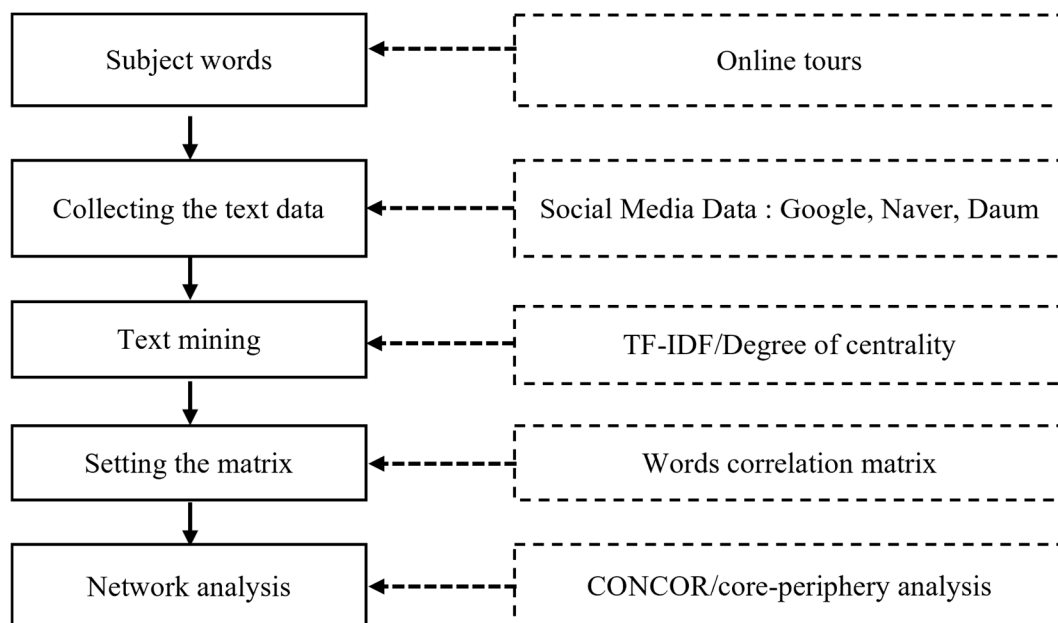 Subject words
Online tours
Collecting the text data
Social Media Data : Google, Naver, Daum
Text mining
TF-IDF/Degree of centrality
Setting the matrix
Words correlation matrix
Network analysis
CONCOR/core-periphery analysis